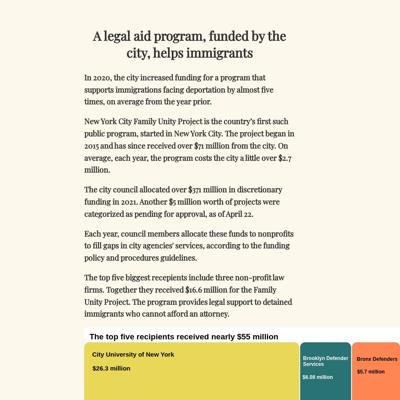 A legal aid program, funded by the
city, helps immigrants
In 2020, the city increased funding for a program that
supports immigrations facing deportation by almost five
times, on average from the year prior.
New York City Family Unity Project is the country's first such
public program, started in New York City. The project began in
2015 and has since received over $71 million from the city. On
average, each year, the program costs the city a little over $2.7
million.
The city council allocated over $371 million in discretionary
funding in 2021. Another $5 million worth of projects were
categorized as pending for approval, as of April 22.
Each year, council members allocate these funds to nonprofits
to fill gaps in city agencies' services, according to the funding
policy and procedures guidelines.
The top five biggest recepients include three non-profit law
firms. Together they received $16.6 million for the Family
Unity Project. The program provides legal support to detained
immigrants who cannot afford an attorney.
The top five recipients received nearly $55 million
City University of New York
$26.3 million
Brooklyn Defender
Services
$6.08 million
Bronx Defenders
$5.7 million